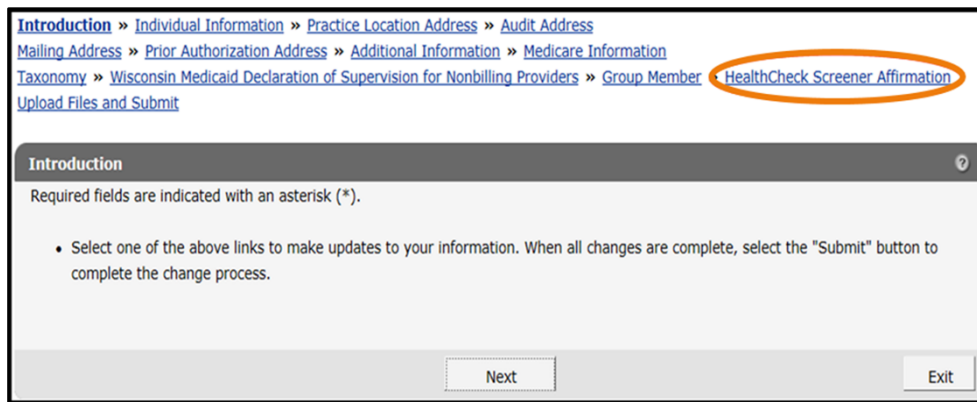 Introduction » Individual Information » Practice Location Address » Audit Address
Mailing Address » Prior Authorization Address » Additional Information » Medicare Information
Taxonomy » Wisconsin Medicaid Declaration of Supervision for Nonbilling Providers » Group Member » HealthCheck Screener Affirmation
Upload Files and Submit
Introduction ?
Required fields are indicated with an asterisk (*).
• Select one of the above links to make updates to your information. When all changes are complete, select the "Submit" button to
complete the change process.
Next Exit